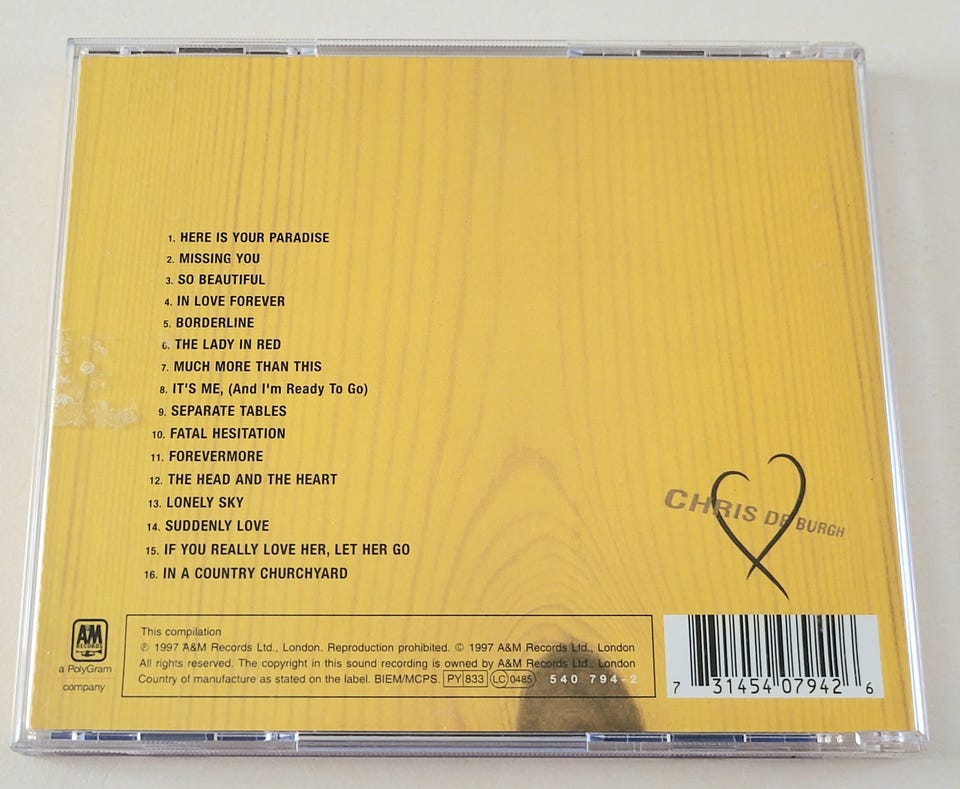 1. HERE IS YOUR PARADISE
2. MISSING YOU
3. SO BEAUTIFUL
4. IN LOVE FOREVER
5. BORDERLINE
6. THE LADY IN RED
7. MUCH MORE THAN THIS
8. IT'S ME, (And I'm Ready To Go)
9. SEPARATE TABLES
10. FATAL HESITATION
11. FOREVERMORE
12. THE HEAD AND THE HEART
13. LONELY SKY
14. SUDDENLY LOVE
15. IF YOU REALLY LOVE HER, LET HER GO
16. IN A COUNTRY CHURCHYARD
CHRIS DE BURGH
A&M
RECORDS
a PolyGram
company
This compilation
℗ 1997 A&M Records Ltd., London. Reproduction prohibited. © 1997 A&M Records Ltd., London
All rights reserved. The copyright in this sound recording is owned by A&M Records Ltd., London
Country of manufacture as stated on the label. BIEM/MCPS. PY 833 LC 0485 540 794-2
7 31454 07942 6